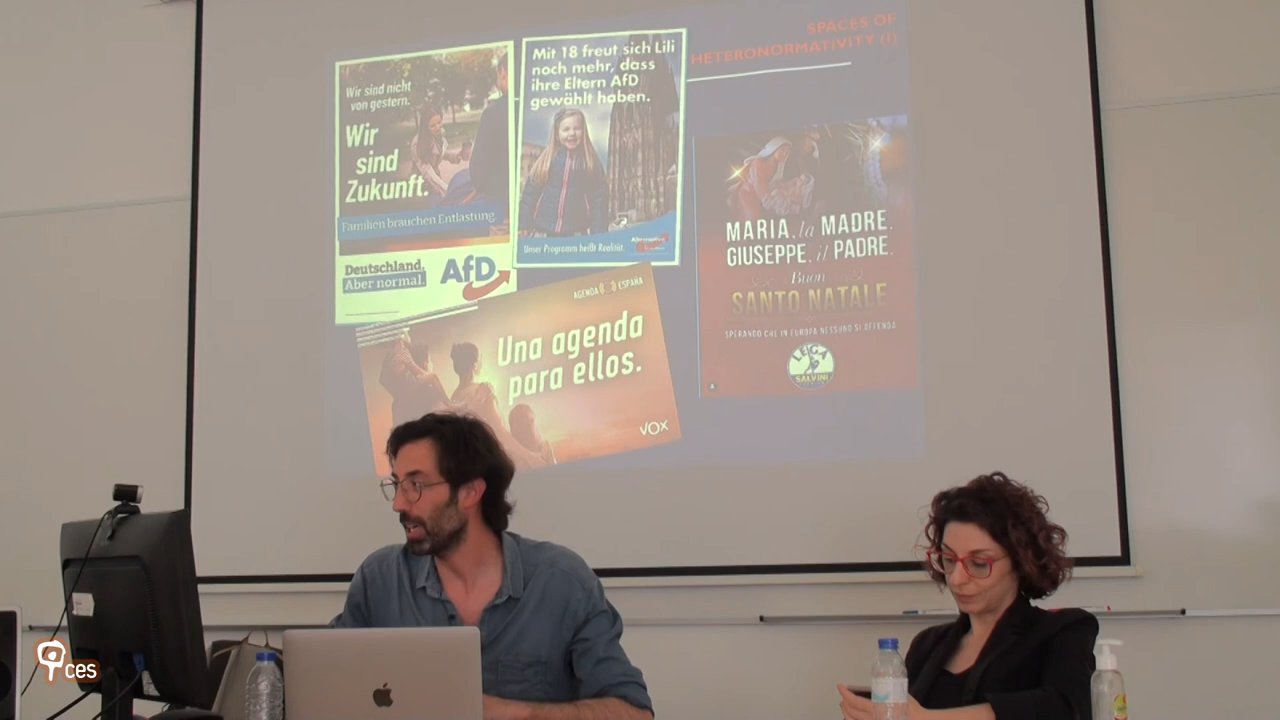 SPACES OF
HETERONORMATIVITY (I)
Wir sind nicht
von gestern.
Wir
sind
Zukunft.
Familien brauchen Entlastung.
Deutschland.
Aber normal.
AfD
Mit 18 freut sich Lili
noch mehr, dass
ihre Eltern AfD
gewählt haben.
Unser Programm heißt Realität.
MARIA, la MADRE.
GIUSEPPE, il PADRE.
Buon
SANTO NATALE
SPERANDO CHE IN EUROPA NESSUNO SI OFFENDA
LEGA
SALVINI
AGENDA ESPAÑA
Una agenda
para ellos.
VOX
ces